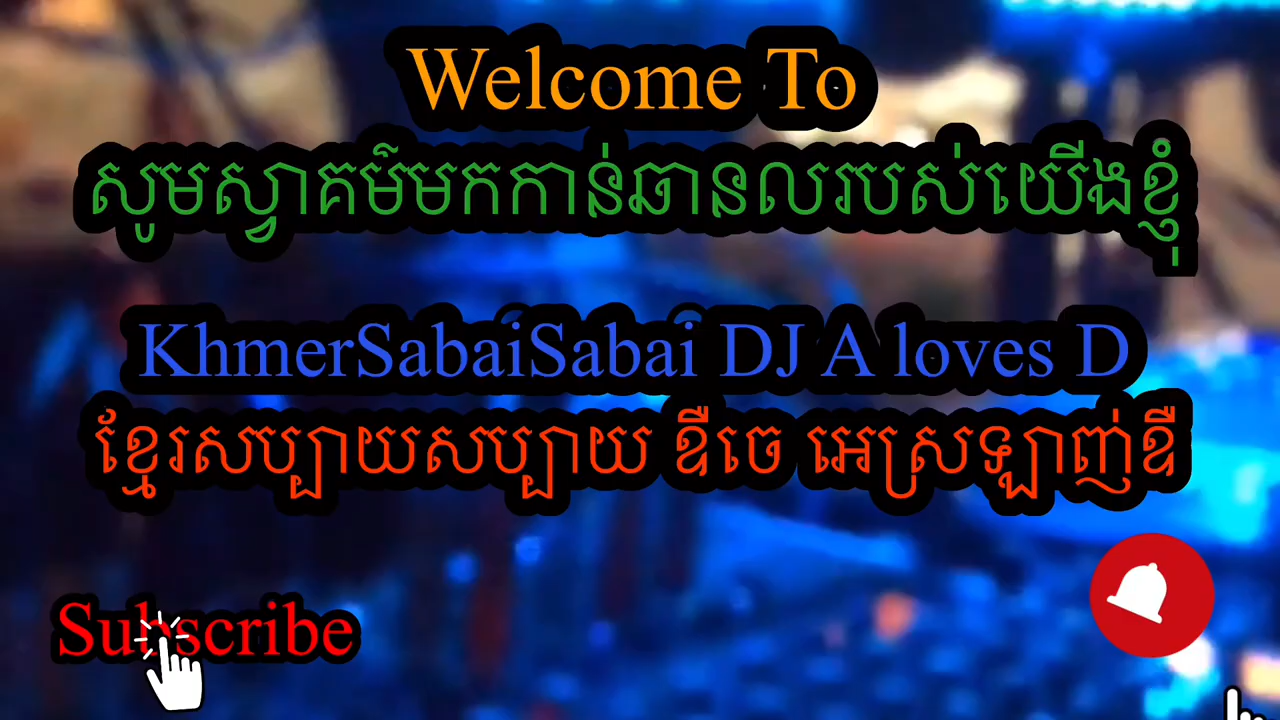 Welcome To
សូមស្វាគម៌មកកាន់ឆានលរបស់យើងខ្ញុំ
KhmerSabaiSabai DJ A loves D
ខ្មែរសប្បាយសប្បាយ ឌីចេ អេស្រឡាញ់ឌី
Subscribe